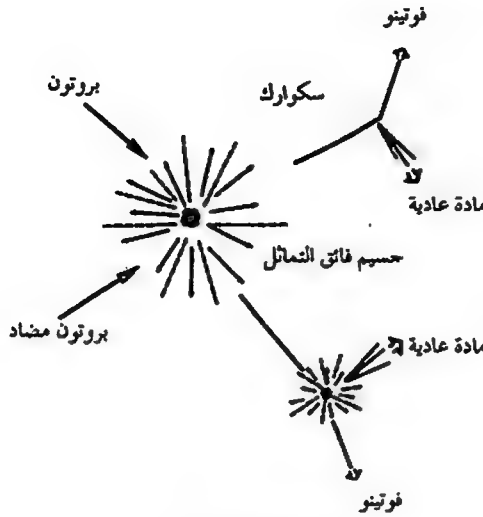 فوتينو
سكوارك
بروتون
مادة عادية
جسيم فائق التماثل
بروتون مضاد
مادة عادية
فوتينو